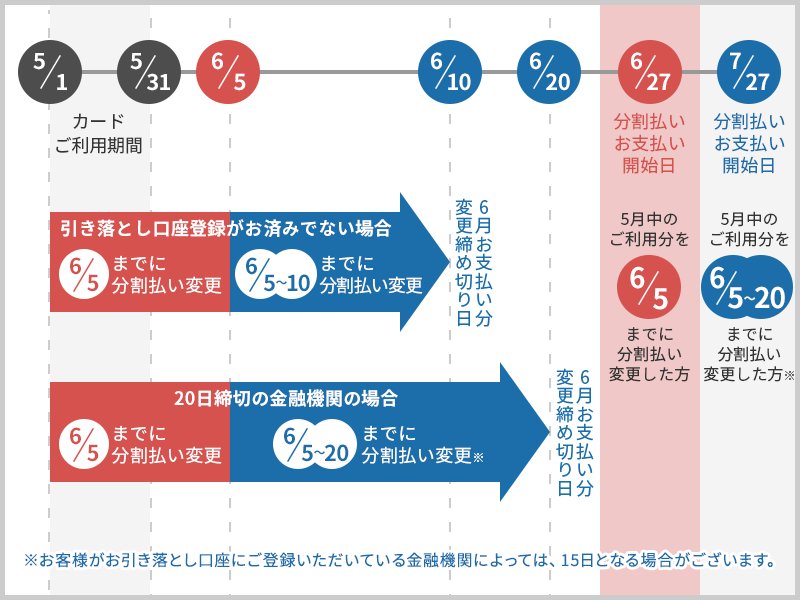 5/1
5/31
6/5
6/10
6/20
6/27
7/27
カード
ご利用期間
分割払い
お支払い
開始日
分割払い
お支払い
開始日
引き落とし口座登録がお済みでない場合
6/5
までに
分割払い変更
6/5~10
までに
分割払い変更
6月お支払い分
変更締め切り日
5月中の
ご利用分を
6/5
までに
分割払い
変更した方
5月中の
ご利用分を
6/5~20
までに
分割払い
変更した方※
20日締切の金融機関の場合
6/5
までに
分割払い変更
6/5~20
までに
分割払い変更※
6月お支払い分
変更締め切り日
※お客様がお引き落とし口座にご登録いただいている金融機関によっては、15日となる場合がございます。